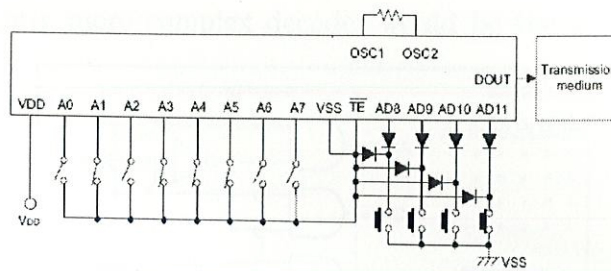 OSC1 OSC2
DOUT
Transmission
medium
VDD A0 A1 A2 A3 A4 A5 A6 A7 VSS TE AD8 AD9 AD10 AD11
VDD
VSS